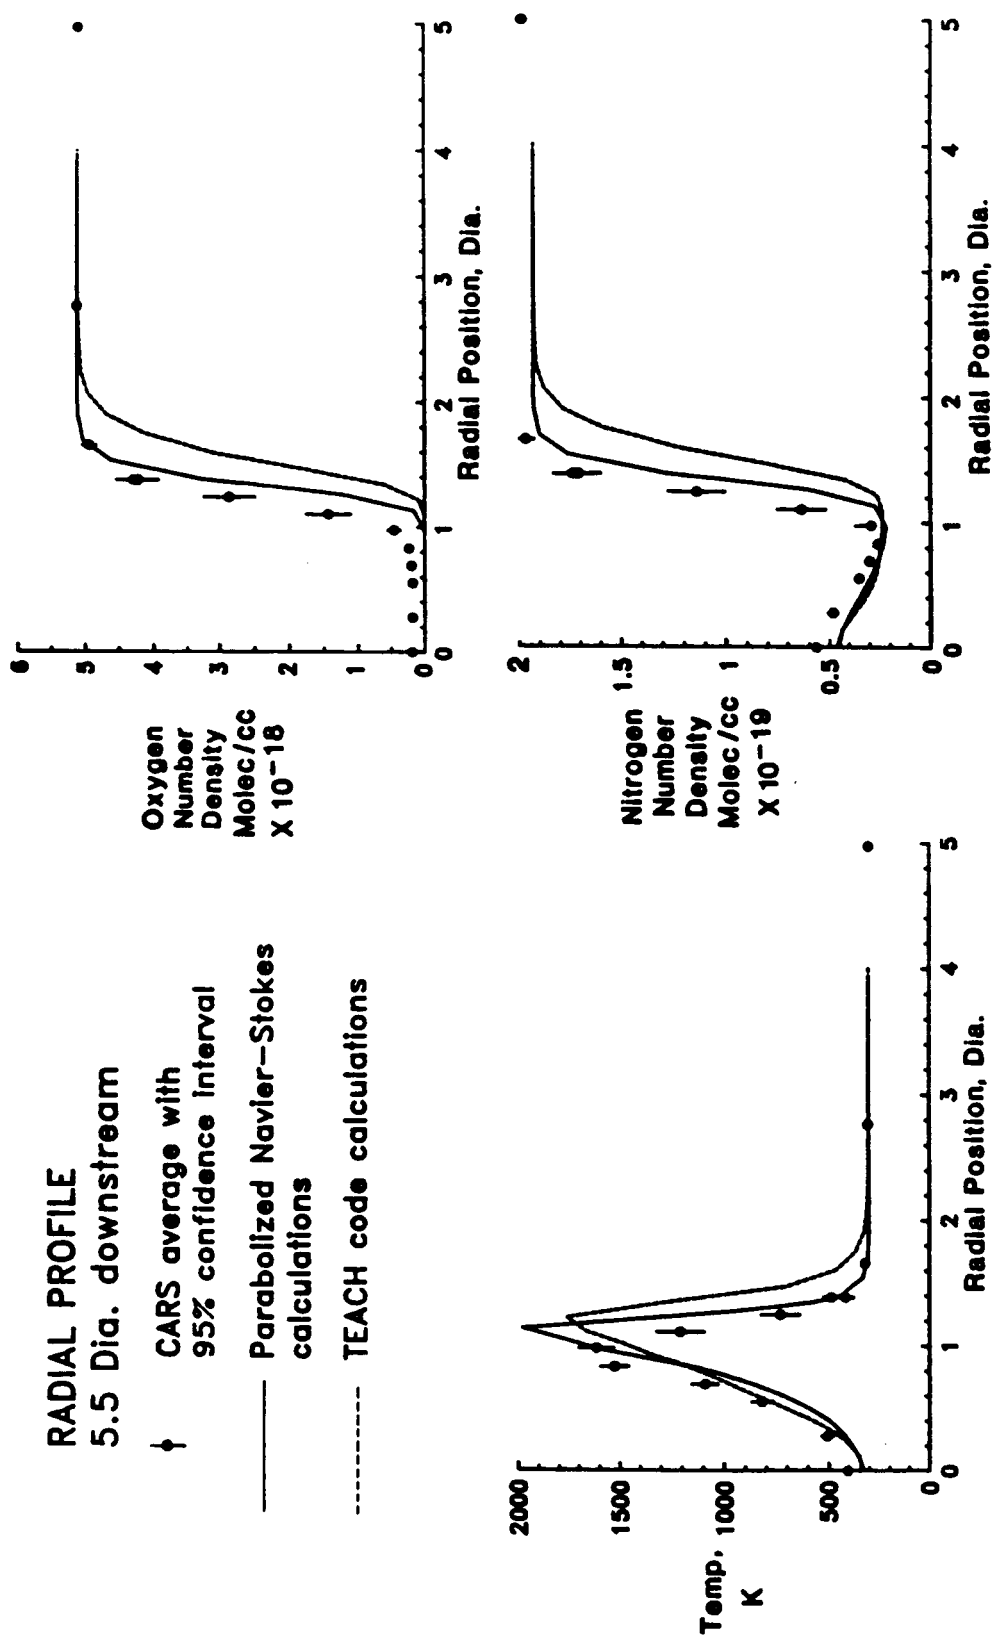 RADIAL PROFILE
5.5 Dia. downstream
CARS average with
95% confidence interval
Parabolized Navier-Stokes
calculations
TEACH code calculations
Oxygen
Number
Density
Molec/cc
X 10-18
6
5
4
3
2
1
0
0 1 2 3 4 5
Radial Position, Dia.
Temp,
K
2000
1500
1000
500
0
0 1 2 3 4 5
Radial Position, Dia.
Nitrogen
Number
Density
Molec/cc
X 10-19
2
1.5
1
0.5
0
0 1 2 3 4 5
Radial Position, Dia.